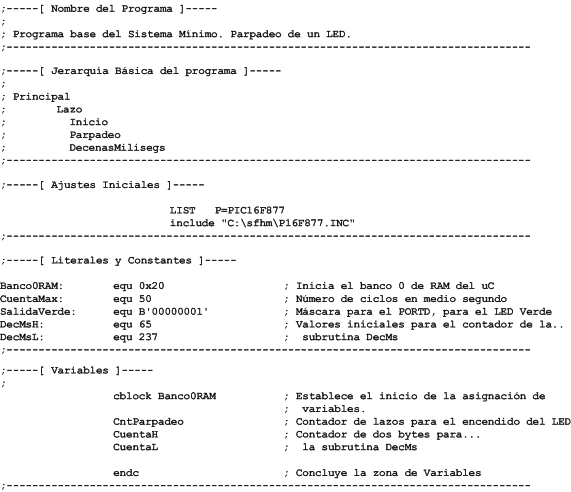 ;-----[ Nombre del Programa ]-----
;
; Programa base del Sistema Mínimo. Parpadeo de un LED.
;---------------------------------------------------------------------------------
;-----[ Jerarquía Básica del programa ]-----
;
; Principal
;        Lazo
;          Inicio
;          Parpadeo
;          DecenasMilisegs
;---------------------------------------------------------------------------------
;-----[ Ajustes Iniciales ]-----
LIST   P=PIC16F877
include "C:\sfhm\P16F877.INC"
;---------------------------------------------------------------------------------
;-----[ Literales y Constantes ]-----
Banco0RAM:        equ 0x20            ; Inicia el banco 0 de RAM del uC
CuentaMax:        equ 50              ; Número de ciclos en medio segundo
SalidaVerde:      equ B'00000001'     ; Máscara para el PORTD, para el LED Verde
DecMsH:           equ 65              ; Valores iniciales para el contador de la..
DecMsL:           equ 237             ;   subrutina DecMs
;---------------------------------------------------------------------------------
;-----[ Variables ]-----
;
cblock Banco0RAM           ; Establece el inicio de la asignación de
;  variables.
CntParpadeo                ; Contador de lazos para el encendido del LED
CuentaH                    ; Contador de dos bytes para...
CuentaL                    ;   la subrutina DecMs
endc                       ; Concluye la zona de Variables
;---------------------------------------------------------------------------------